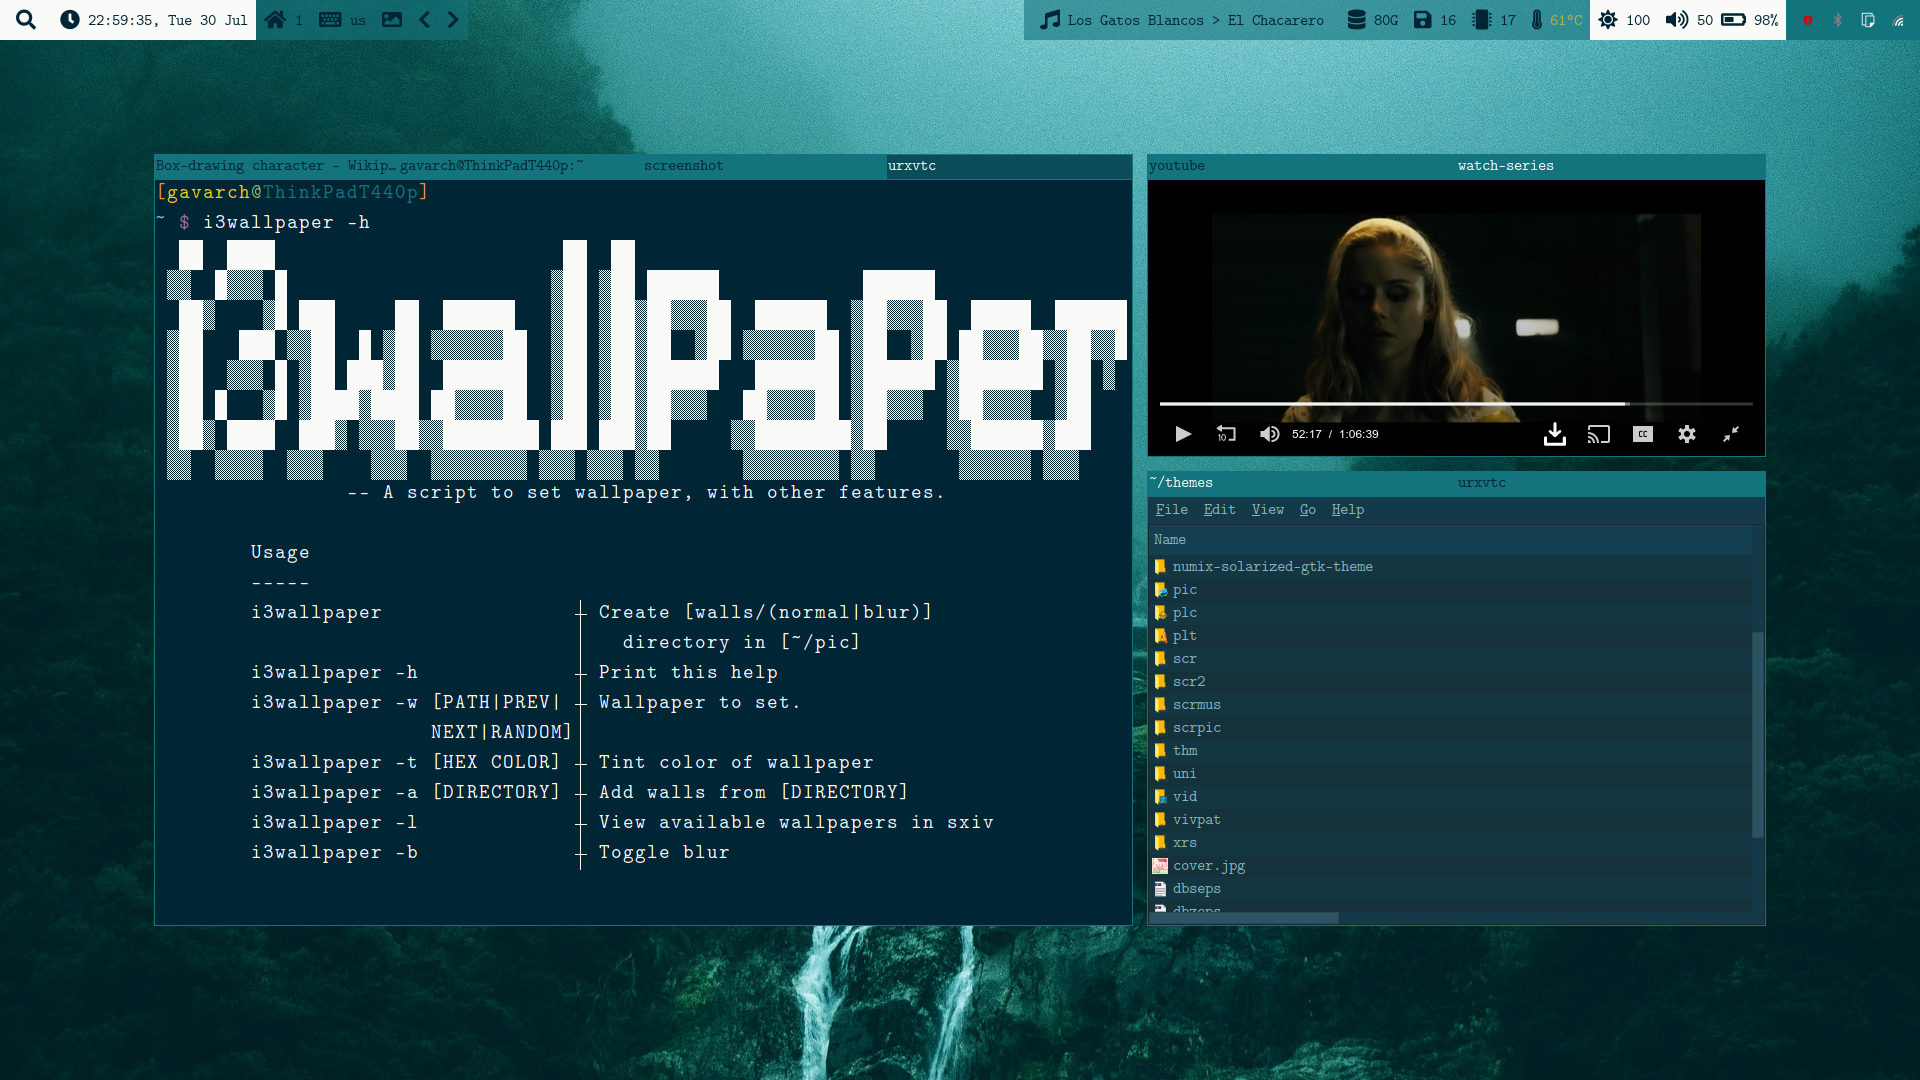 22:59:35, Tue 30 Jul 1 us
Los Gatos Blancos > El Chacarero 80G 16 17 61°C 100 50 98%
Box-drawing character - Wikip… gavarch@ThinkPadT440p:~ screenshot urxvtc
[gavarch@ThinkPadT440p]
~ $ i3wallpaper -h
i3wallpaper
-- A script to set wallpaper, with other features.
Usage
-----
i3wallpaper Create [walls/(normal|blur)]
directory in [~/pic]
i3wallpaper -h Print this help
i3wallpaper -w [PATH|PREV| Wallpaper to set.
NEXT|RANDOM]
i3wallpaper -t [HEX COLOR] Tint color of wallpaper
i3wallpaper -a [DIRECTORY] Add walls from [DIRECTORY]
i3wallpaper -l View available wallpapers in sxiv
i3wallpaper -b Toggle blur
youtube watch-series
10 52:17 / 1:06:39 CC
~/themes urxvtc
File Edit View Go Help
Name
numix-solarized-gtk-theme
pic
plc
plt
scr
scr2
scrmus
scrpic
thm
uni
vid
vivpat
xrs
cover.jpg
dbseps
dbzeps